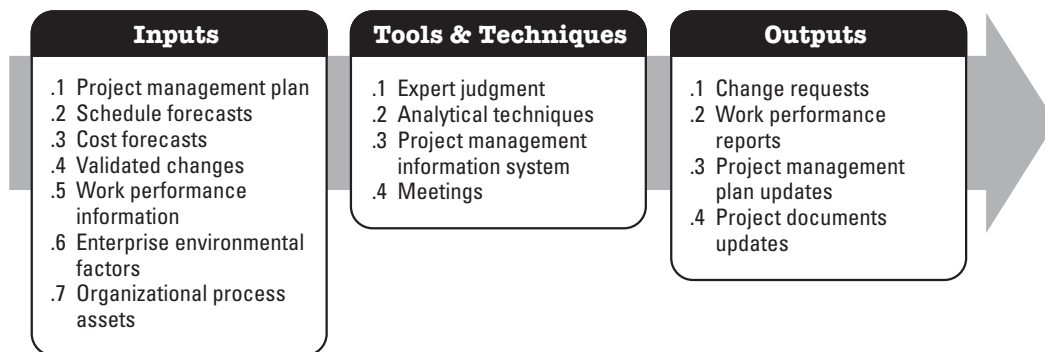 Inputs
.1 Project management plan
.2 Schedule forecasts
.3 Cost forecasts
.4 Validated changes
.5 Work performance
information
.6 Enterprise environmental
factors
.7 Organizational process
assets
Tools & Techniques
.1 Expert judgment
.2 Analytical techniques
.3 Project management
information system
.4 Meetings
Outputs
.1 Change requests
.2 Work performance
reports
.3 Project management
plan updates
.4 Project documents
updates